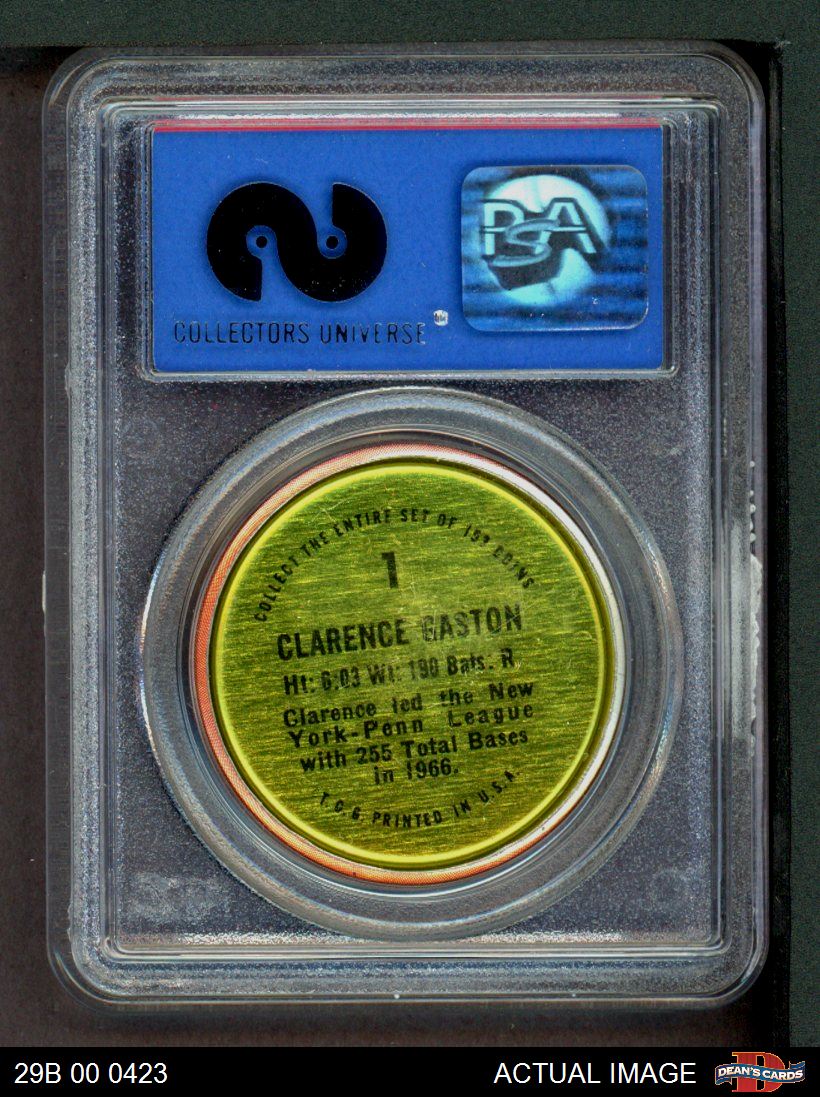 PSA
COLLECTORS UNIVERSE
COLLECT THE ENTIRE SET OF 153 COINS
1
CLARENCE GASTON
Ht: 6:03 Wt: 190 Bats: R
Clarence led the New
York-Penn League
with 255 Total Bases
in 1966.
T.C.G. PRINTED IN U.S.A.
29B 00 0423
ACTUAL IMAGE
DEAN'S CARDS